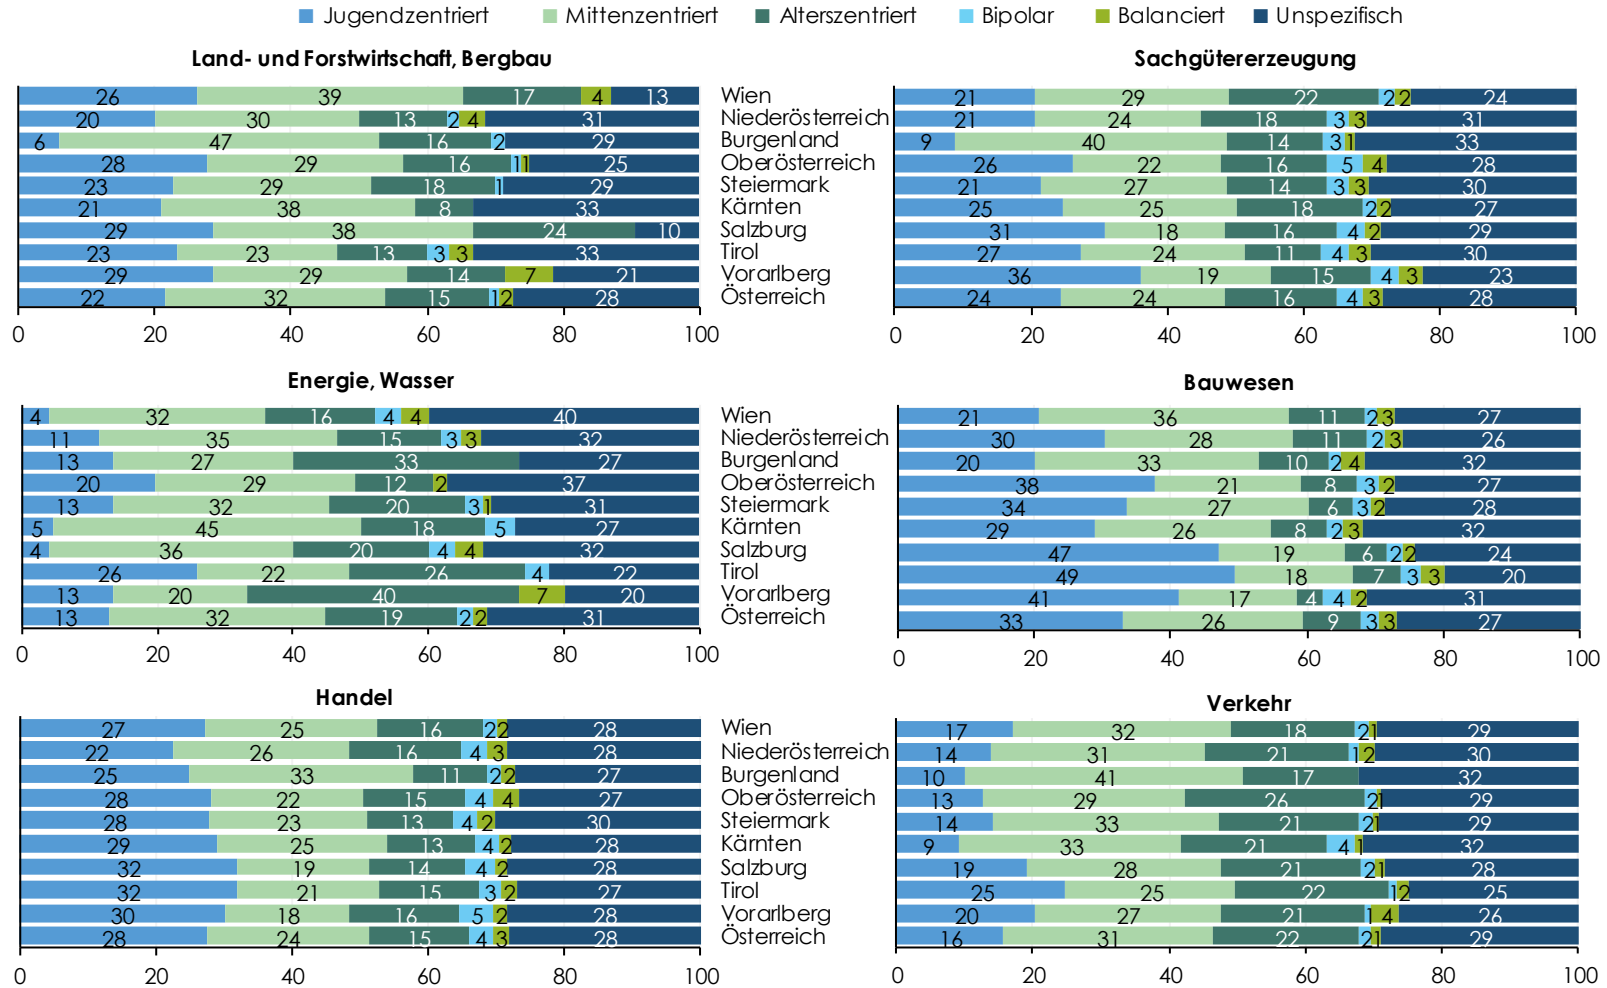 Jugendzentriert Mittenzentriert Alterszentriert Bipolar Balanciert Unspezifisch
Land- und Forstwirtschaft, Bergbau
26 39 17 4 13 Wien
20 30 13 2 4 31 Niederösterreich
6 47 16 2 29 Burgenland
28 29 16 1 1 25 Oberösterreich
23 29 18 1 29 Steiermark
21 38 8 33 Kärnten
29 38 24 10 Salzburg
23 23 13 3 3 33 Tirol
29 29 14 7 21 Vorarlberg
22 32 15 1 2 28 Österreich
0 20 40 60 80 100
Sachgütererzeugung
21 29 22 2 2 24
21 24 18 3 3 31
9 40 14 3 1 33
26 22 16 5 4 28
21 27 14 3 3 30
25 25 18 2 2 27
31 18 16 4 2 29
27 24 11 4 3 30
36 19 15 4 3 23
24 24 16 4 3 28
0 20 40 60 80 100
Energie, Wasser
4 32 16 4 4 40 Wien
11 35 15 3 3 32 Niederösterreich
13 27 33 27 Burgenland
20 29 12 2 37 Oberösterreich
13 32 20 3 1 31 Steiermark
5 45 18 5 27 Kärnten
4 36 20 4 4 32 Salzburg
26 22 26 4 22 Tirol
13 20 40 7 20 Vorarlberg
13 32 19 2 2 31 Österreich
0 20 40 60 80 100
Bauwesen
21 36 11 2 3 27
30 28 11 2 3 26
20 33 10 2 4 32
38 21 8 3 2 27
34 27 6 3 2 28
29 26 8 2 3 32
47 19 6 2 2 24
49 18 7 3 3 20
41 17 4 4 2 31
33 26 9 3 3 27
0 20 40 60 80 100
Handel
27 25 16 2 2 28 Wien
22 26 16 4 3 28 Niederösterreich
25 33 11 2 2 27 Burgenland
28 22 15 4 4 27 Oberösterreich
28 23 13 4 2 30 Steiermark
29 25 13 4 2 28 Kärnten
32 19 14 4 2 28 Salzburg
32 21 15 3 2 27 Tirol
30 18 16 5 2 28 Vorarlberg
28 24 15 4 3 28 Österreich
0 20 40 60 80 100
Verkehr
17 32 18 2 1 29
14 31 21 1 2 30
10 41 17 32
13 29 26 2 1 29
14 33 21 2 1 29
9 33 21 4 1 32
19 28 21 2 1 28
25 25 22 1 2 25
20 27 21 1 4 26
16 31 22 2 1 29
0 20 40 60 80 100